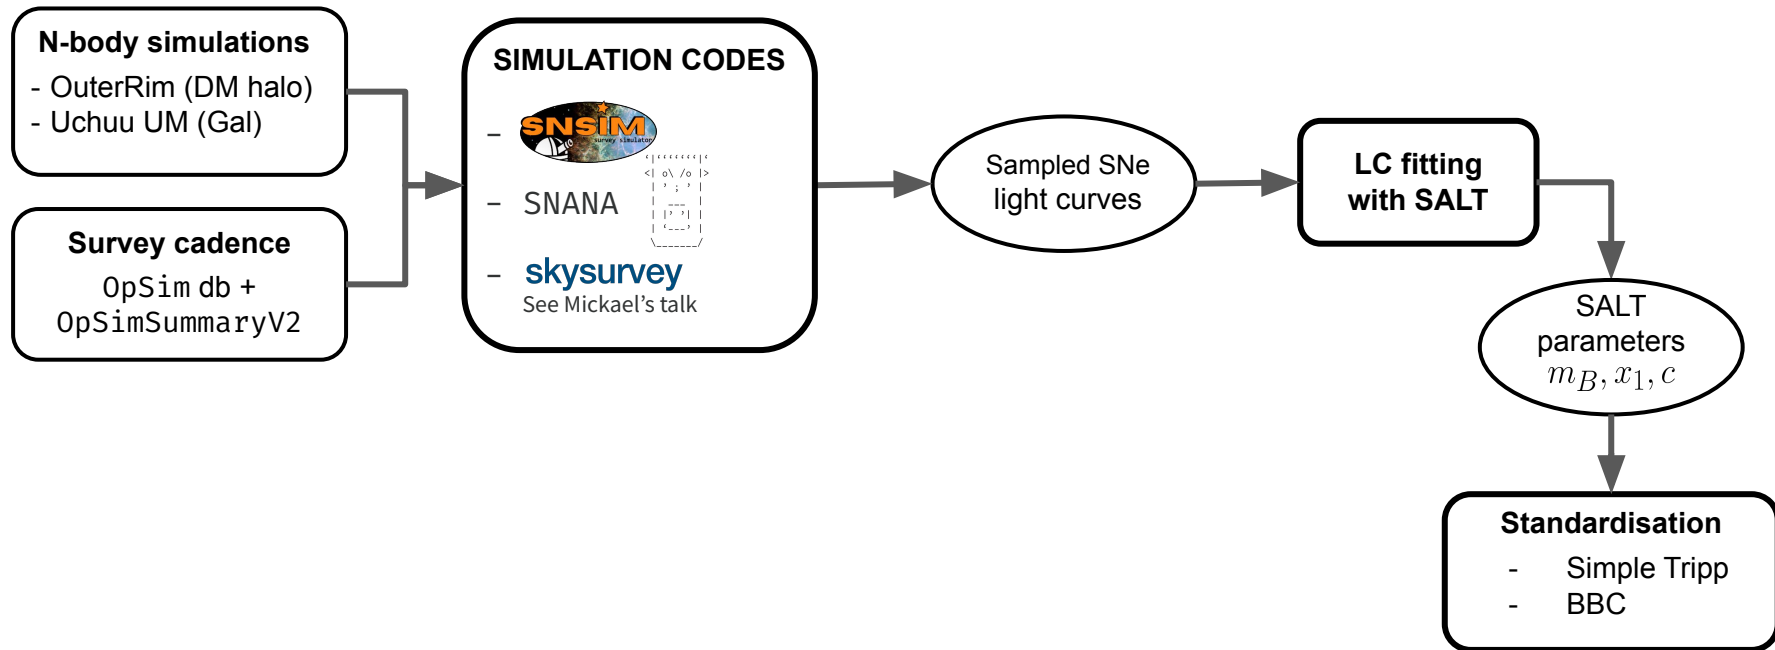 N-body simulations
- OuterRim (DM halo)
- Uchuu UM (Gal)
Survey cadence
OpSim db +
OpSimSummaryV2
SIMULATION CODES
- SNSIM
survey simulator
- SNANA
- skysurvey
See Mickael's talk
Sampled SNe
light curves
LC fitting
with SALT
SALT
parameters
m_B, x_1, c
Standardisation
- Simple Tripp
- BBC